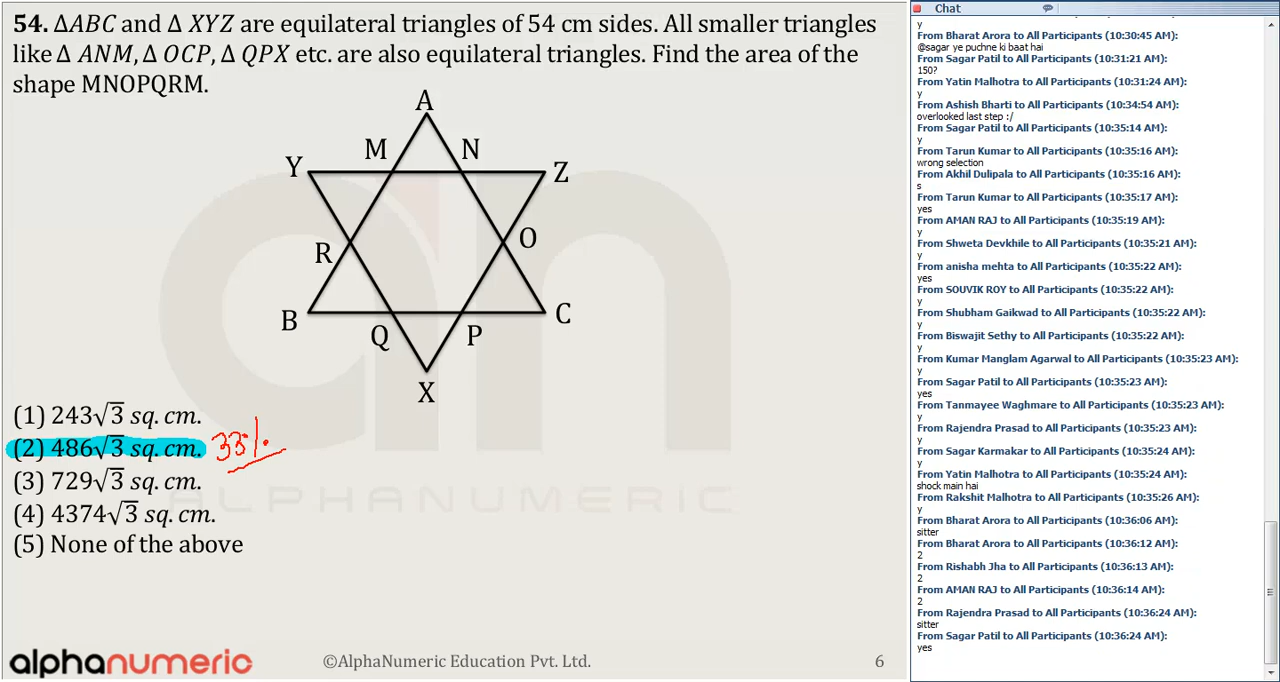 54. ΔABC and Δ XYZ are equilateral triangles of 54 cm sides. All smaller triangles
like Δ ANM, Δ OCP, Δ QPX etc. are also equilateral triangles. Find the area of the
shape MNOPQRM.
A
M
N
Y
Z
R
O
B
C
Q
P
X
(1) 243√3 sq. cm.
(2) 486√3 sq. cm. 33%
(3) 729√3 sq. cm.
(4) 4374√3 sq. cm.
(5) None of the above
ALPHANUMERIC
alphanumeric
©AlphaNumeric Education Pvt. Ltd.
6
Chat
y
From Bharat Arora to All Participants (10:30:45 AM):
@sagar ye puchne ki baat hai
From Sagar Patil to All Participants (10:31:21 AM):
150?
From Yatin Malhotra to All Participants (10:31:24 AM):
y
From Ashish Bharti to All Participants (10:34:54 AM):
overlooked last step :/
From Sagar Patil to All Participants (10:35:14 AM):
y
From Tarun Kumar to All Participants (10:35:16 AM):
wrong selection
From Akhil Dulipala to All Participants (10:35:16 AM):
s
From Tarun Kumar to All Participants (10:35:17 AM):
yes
From AMAN RAJ to All Participants (10:35:19 AM):
y
From Shweta Devkhile to All Participants (10:35:21 AM):
y
From anisha mehta to All Participants (10:35:22 AM):
yes
From SOUVIK ROY to All Participants (10:35:22 AM):
y
From Shubham Gaikwad to All Participants (10:35:22 AM):
y
From Biswajit Sethy to All Participants (10:35:22 AM):
y
From Kumar Manglam Agarwal to All Participants (10:35:23 AM):
y
From Sagar Patil to All Participants (10:35:23 AM):
yes
From Tanmayee Waghmare to All Participants (10:35:23 AM):
y
From Rajendra Prasad to All Participants (10:35:23 AM):
y
From Sagar Karmakar to All Participants (10:35:24 AM):
y
From Yatin Malhotra to All Participants (10:35:24 AM):
shock main hai
From Rakshit Malhotra to All Participants (10:35:26 AM):
y
From Bharat Arora to All Participants (10:36:06 AM):
sitter
From Bharat Arora to All Participants (10:36:12 AM):
2
From Rishabh Jha to All Participants (10:36:13 AM):
2
From AMAN RAJ to All Participants (10:36:14 AM):
2
From Rajendra Prasad to All Participants (10:36:24 AM):
sitter
From Sagar Patil to All Participants (10:36:24 AM):
yes